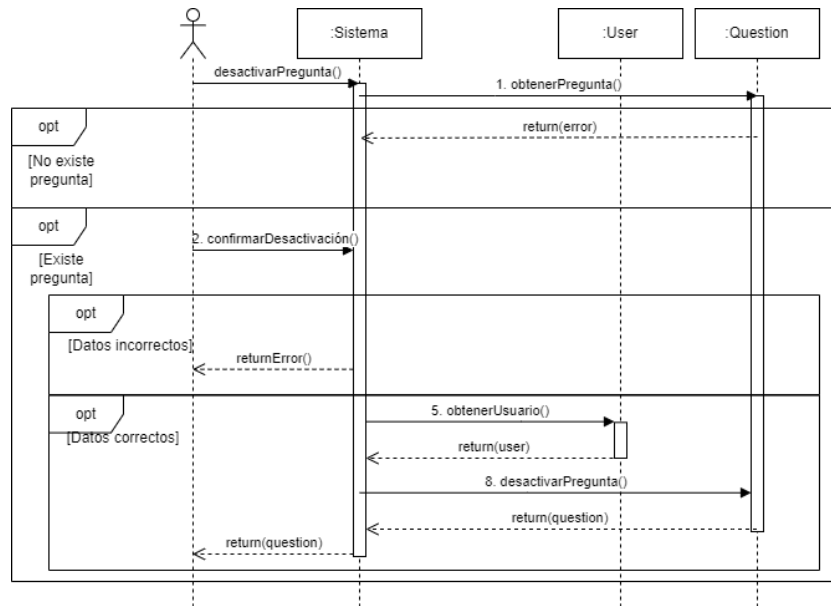 :Sistema
:User
:Question
desactivarPregunta()
1. obtenerPregunta()
opt
return(error)
[No existe
pregunta]
opt
2. confirmarDesactivación()
[Existe
pregunta]
opt
[Datos incorrectos]
returnError()
opt
5. obtenerUsuario()
[Datos correctos]
return(user)
8. desactivarPregunta()
return(question)
return(question)